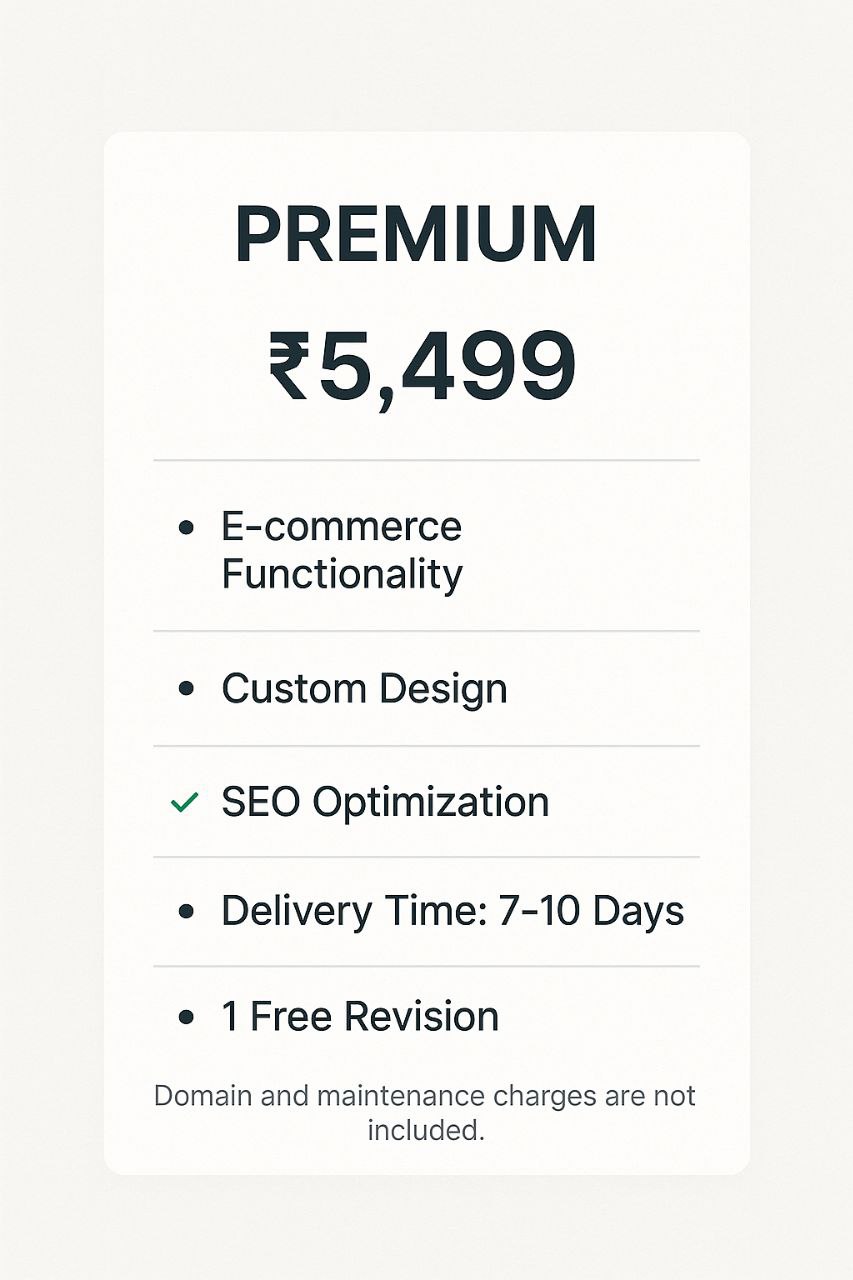 PREMIUM
₹5,499
• E-commerce
Functionality
• Custom Design
✓ SEO Optimization
• Delivery Time: 7-10 Days
• 1 Free Revision
Domain and maintenance charges are not
included.